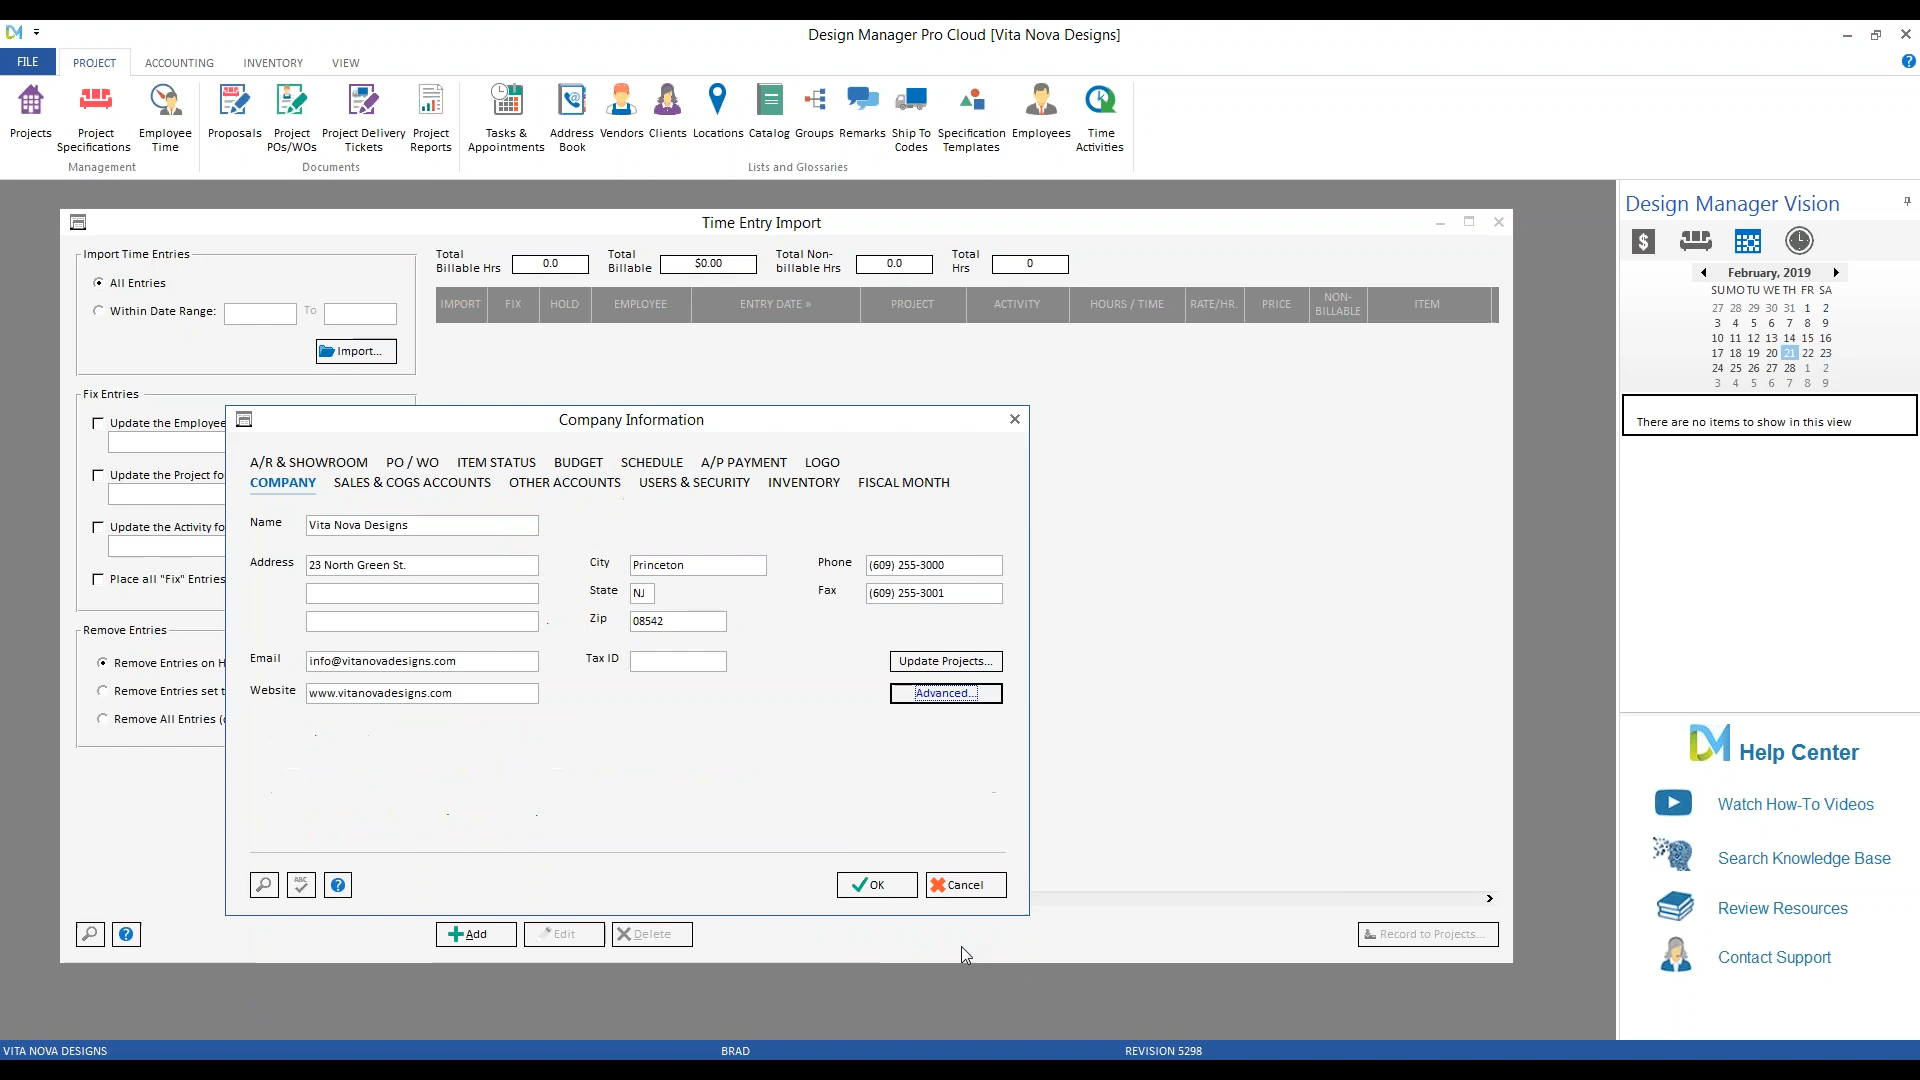 Design Manager Pro Cloud [Vita Nova Designs]
FILE PROJECT ACCOUNTING INVENTORY VIEW
Projects
Project Specifications
Employee Time
Management
Proposals
Project POs/WOs
Project Delivery Tickets
Project Reports
Documents
Tasks & Appointments
Address Book
Vendors
Clients
Locations
Catalog
Groups
Remarks
Ship To Codes
Specification Templates
Employees
Time Activities
Lists and Glossaries
Time Entry Import
Import Time Entries
All Entries
Within Date Range: To
Import...
Total Billable Hrs 0.0
Total Billable $0.00
Total Non-billable Hrs 0.0
Total Hrs 0
IMPORT FIX HOLD EMPLOYEE ENTRY DATE » PROJECT ACTIVITY HOURS / TIME RATE/HR. PRICE NON-BILLABLE ITEM
Fix Entries
Update the Employee
Update the Project fo
Update the Activity fo
Place all "Fix" Entries
Remove Entries
Remove Entries on H
Remove Entries set t
Remove All Entries (
Company Information
A/R & SHOWROOM PO / WO ITEM STATUS BUDGET SCHEDULE A/P PAYMENT LOGO
COMPANY SALES & COGS ACCOUNTS OTHER ACCOUNTS USERS & SECURITY INVENTORY FISCAL MONTH
Name Vita Nova Designs
Address 23 North Green St. City Princeton Phone (609) 255-3000
State NJ Fax (609) 255-3001
Zip 08542
Email info@vitanovadesigns.com Tax ID Update Projects...
Website www.vitanovadesigns.com Advanced...
ABC
OK Cancel
Add Edit Delete Record to Projects...
Design Manager Vision
$
February, 2019
SU MO TU WE TH FR SA
27 28 29 30 31 1 2
3 4 5 6 7 8 9
10 11 12 13 14 15 16
17 18 19 20 21 22 23
24 25 26 27 28 1 2
3 4 5 6 7 8 9
There are no items to show in this view
DM Help Center
Watch How-To Videos
Search Knowledge Base
Review Resources
Contact Support
VITA NOVA DESIGNS BRAD REVISION 5298